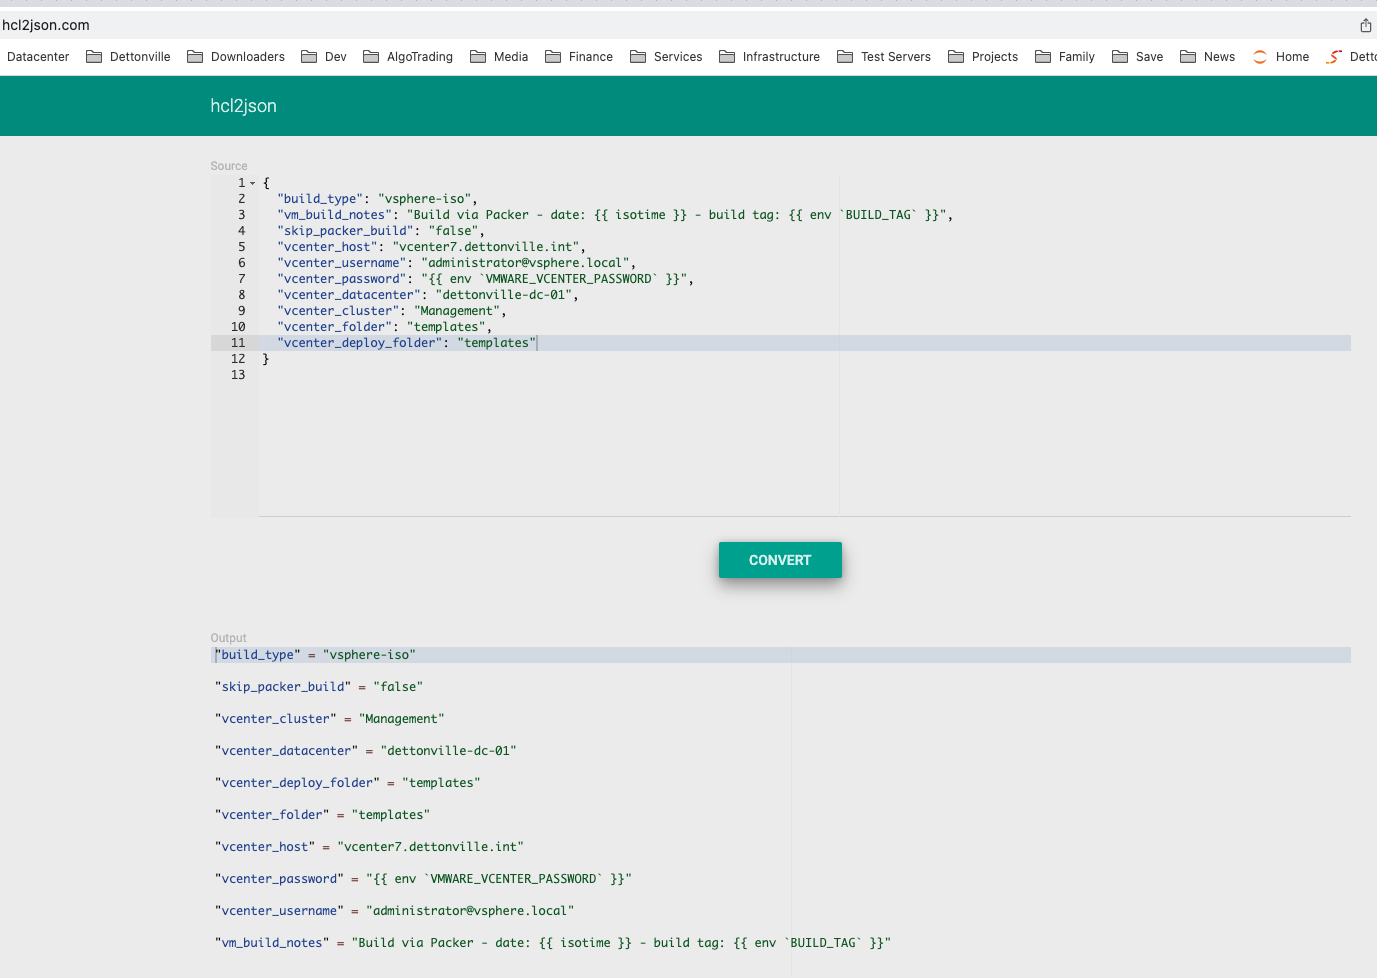 hcl2json.com
Datacenter Dettonville Downloaders Dev AlgoTrading Media Finance Services Infrastructure Test Servers Projects Family Save News Home Detto
hcl2json
Source
1 {
2 "build_type": "vsphere-iso",
3 "vm_build_notes": "Build via Packer - date: {{ isotime }} - build tag: {{ env `BUILD_TAG` }}",
4 "skip_packer_build": "false",
5 "vcenter_host": "vcenter7.dettonville.int",
6 "vcenter_username": "administrator@vsphere.local",
7 "vcenter_password": "{{ env `VMWARE_VCENTER_PASSWORD` }}",
8 "vcenter_datacenter": "dettonville-dc-01",
9 "vcenter_cluster": "Management",
10 "vcenter_folder": "templates",
11 "vcenter_deploy_folder": "templates"
12 }
13
CONVERT
Output
"build_type" = "vsphere-iso"
"skip_packer_build" = "false"
"vcenter_cluster" = "Management"
"vcenter_datacenter" = "dettonville-dc-01"
"vcenter_deploy_folder" = "templates"
"vcenter_folder" = "templates"
"vcenter_host" = "vcenter7.dettonville.int"
"vcenter_password" = "{{ env `VMWARE_VCENTER_PASSWORD` }}"
"vcenter_username" = "administrator@vsphere.local"
"vm_build_notes" = "Build via Packer - date: {{ isotime }} - build tag: {{ env `BUILD_TAG` }}"